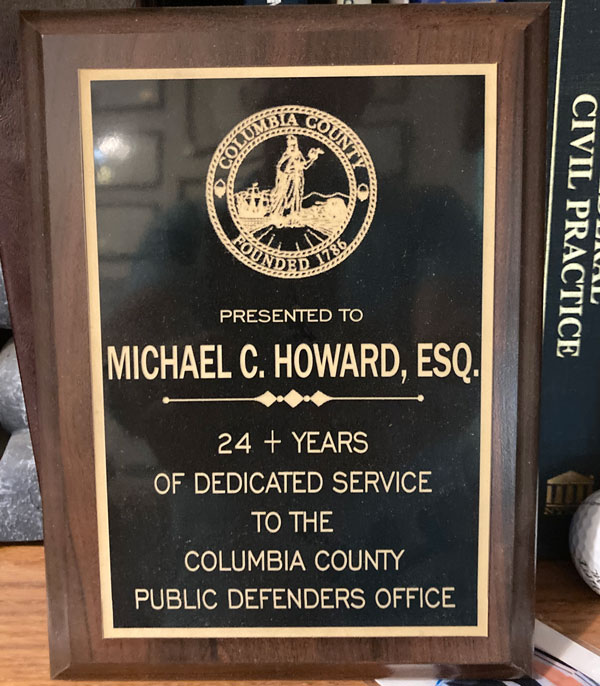 COLUMBIA COUNTY
FOUNDED 1786
PRESENTED TO
MICHAEL C. HOWARD, ESQ.
24 + YEARS
OF DEDICATED SERVICE
TO THE
COLUMBIA COUNTY
PUBLIC DEFENDERS OFFICE
CIVIL PRACTICE